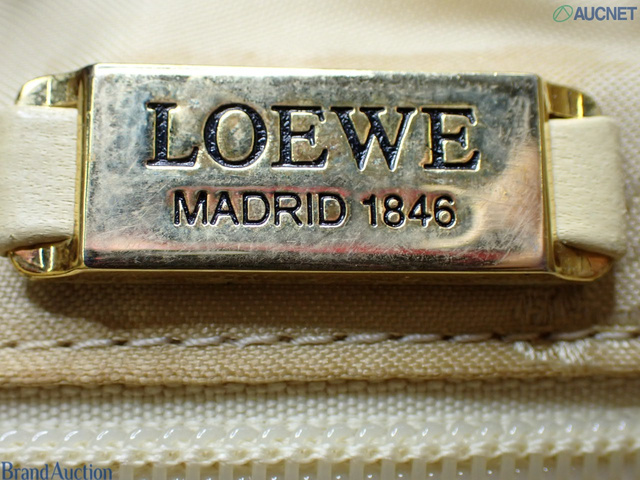 AUCNET
LOEWE
MADRID 1846
BrandAuction